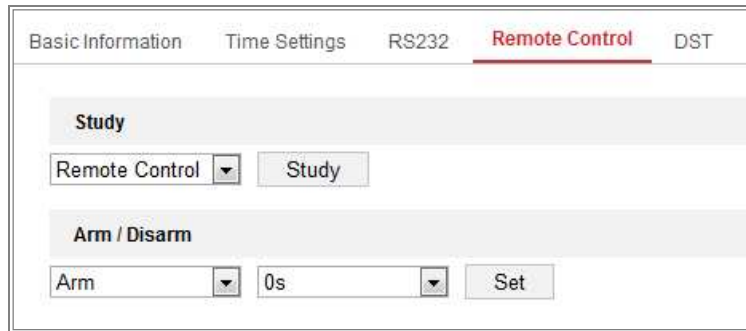 Basic Information Time Settings RS232 Remote Control DST
Study
Remote Control Study
Arm / Disarm
Arm 0s Set